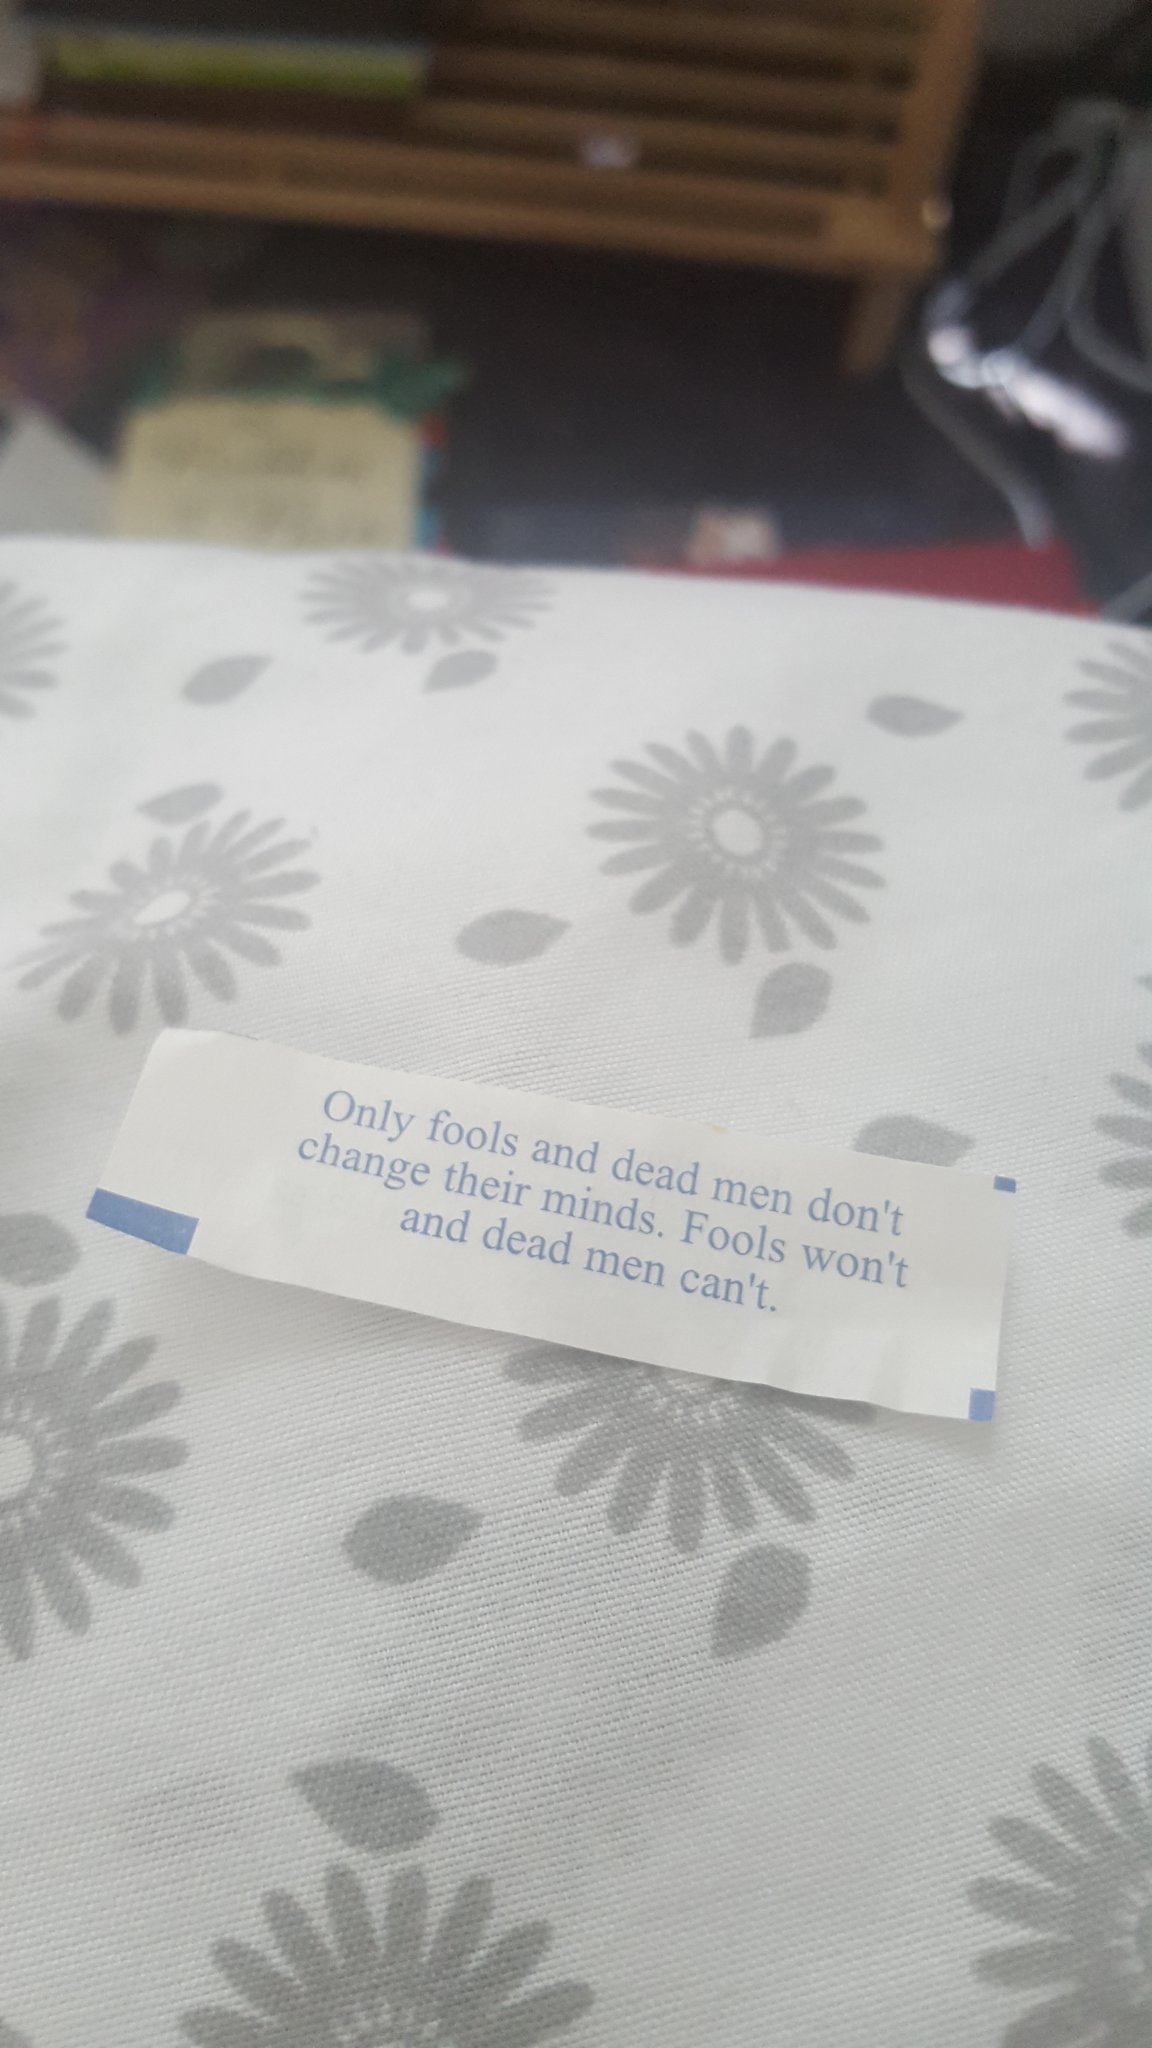 Only fools and dead men don't
change their minds. Fools won't
and dead men can't.